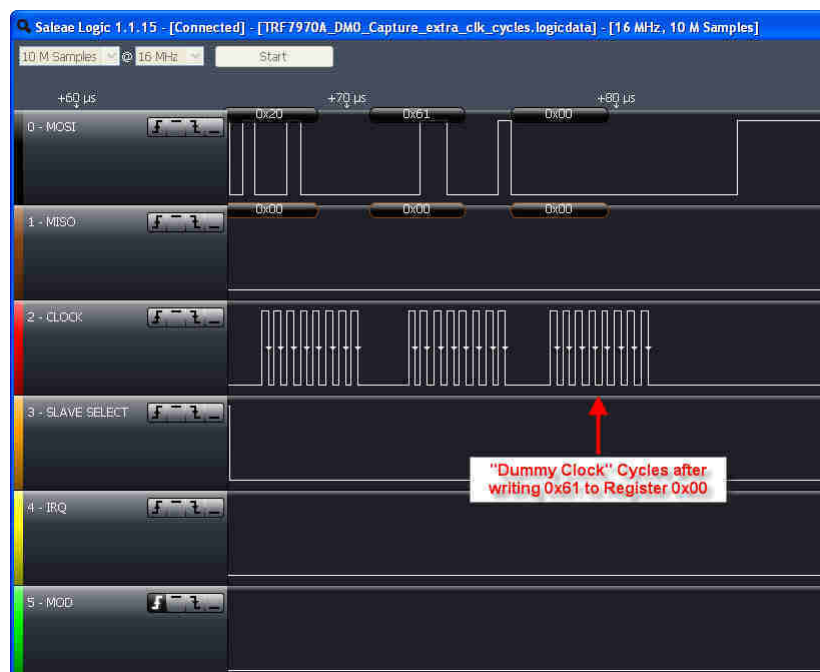 Saleae Logic 1.1.15 - [Connected] - [TRF7970A_DM0_Capture_extra_clk_cycles.logicdata] - [16 MHz, 10 M Samples]
10 M Samples @ 16 MHz Start
+60 µs +70 µs +80 µs
0x20 0x61 0x00
0 - MOSI
0x00 0x00 0x00
1 - MISO
2 - CLOCK
3 - SLAVE SELECT
"Dummy Clock" Cycles after
writing 0x61 to Register 0x00
4 - IRQ
5 - MOD